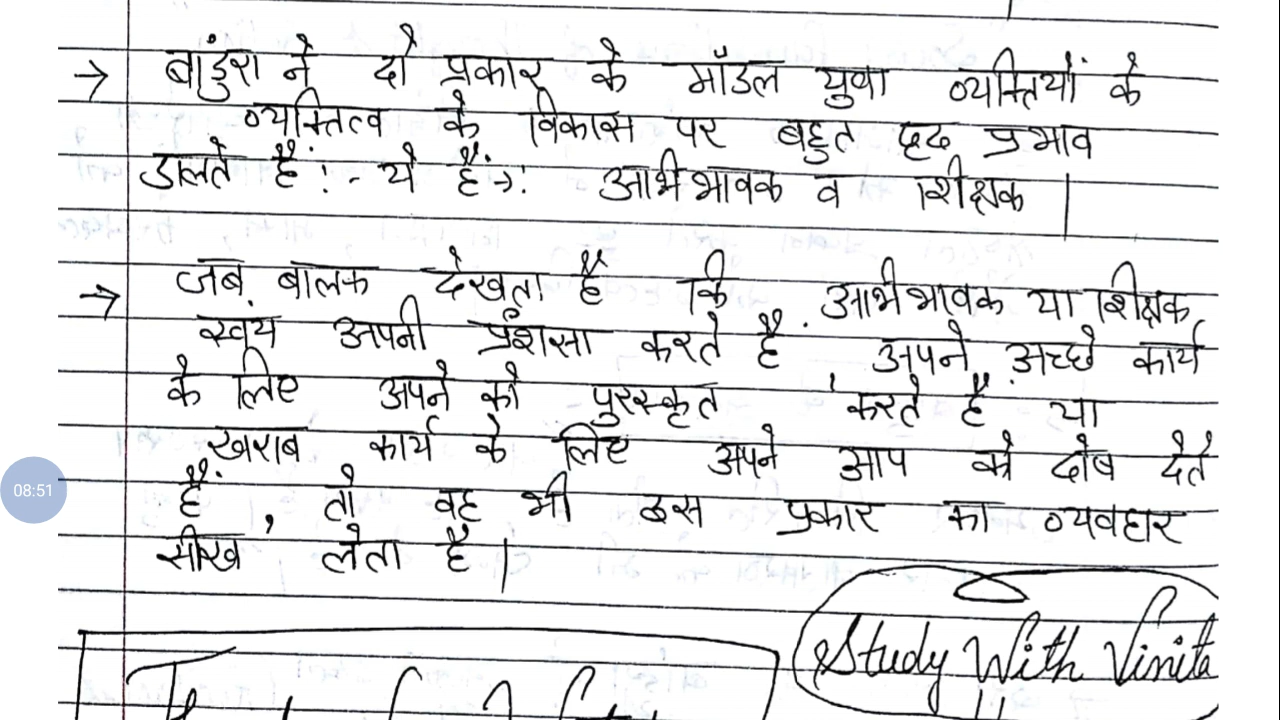 → बांडुरा ने दो प्रकार के मॉडल युवा व्यक्तियों के
व्यक्तित्व के विकास पर बहुत दृढ प्रभाव
डालते हैं :- ये हैं→: अभिभावक व शिक्षक |
→ जब बालक देखता है कि अभिभावक या शिक्षक
स्वयं अपनी प्रशंसा करते हैं. अपने अच्छे कार्य
के लिए अपने को पुरस्कृत करते हैं या
खराब कार्य के लिए अपने आप को दोष देते
हैं, तो वह भी इस प्रकार का व्यवहार
सीख लेता है |
08:51
Study With Vinita